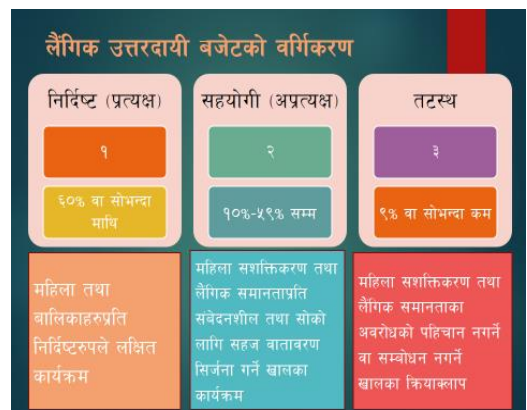 लैंगिक उत्तरदायी बजेटको वर्गिकरण
निर्दिष्ट (प्रत्यक्ष)
१
६०% वा सोभन्दा
माथि
महिला तथा
बालिकाहरुप्रति
निर्दिष्टरुपले लक्षित
कार्यक्रम
सहयोगी (अप्रत्यक्ष)
२
१०%-५९% सम्म
महिला सशक्तिकरण तथा
लैंगिक समानताप्रति
संबेदनशील तथा सोको
लागि सहज वातावरण
सिर्जना गर्ने खालका
कार्यक्रम
तटस्थ
३
९% वा सोभन्दा कम
महिला सशक्तिकरण तथा
लैंगिक समानताका
अवरोधको पहिचान नगर्ने
वा सम्बोधन नगर्ने
खालका क्रियाक्लाप